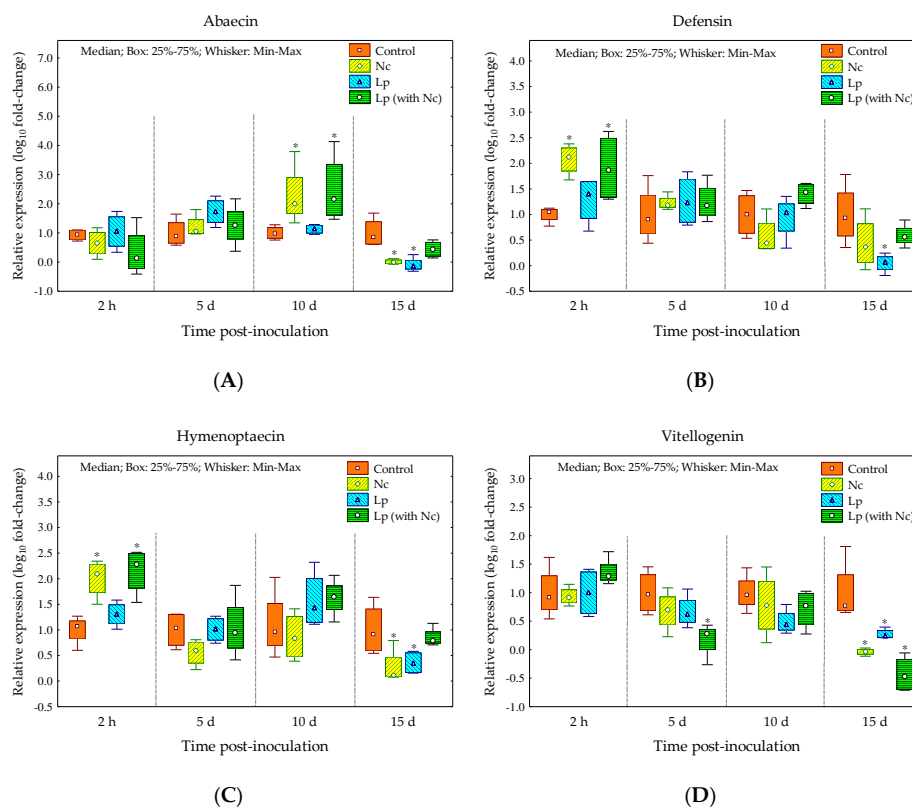 Abaecin
Median; Box: 25%-75%; Whisker: Min-Max
Control
Nc
Lp
Lp (with Nc)
Relative expression (log10 fold-change)
7.0
6.0
5.0
4.0
3.0
2.0
1.0
0.0
-1.0
* * * *
2 h 5 d 10 d 15 d
Time post-inoculation
(A)
Defensin
Median; Box: 25%-75%; Whisker: Min-Max
Control
Nc
Lp
Lp (with Nc)
Relative expression (log10 fold-change)
4.0
3.5
3.0
2.5
2.0
1.5
1.0
0.5
0.0
-0.5
* * *
2 h 5 d 10 d 15 d
Time post-inoculation
(B)
Hymenoptaecin
Median; Box: 25%-75%; Whisker: Min-Max
Control
Nc
Lp
Lp (with Nc)
Relative expression (log10 fold-change)
4.0
3.5
3.0
2.5
2.0
1.5
1.0
0.5
0.0
-0.5
* * * *
2 h 5 d 10 d 15 d
Time post-inoculation
(C)
Vitellogenin
Median; Box: 25%-75%; Whisker: Min-Max
Control
Nc
Lp
Lp (with Nc)
Relative expression (log10 fold-change)
3.0
2.5
2.0
1.5
1.0
0.5
0.0
-0.5
-1.0
* * * *
2 h 5 d 10 d 15 d
Time post-inoculation
(D)